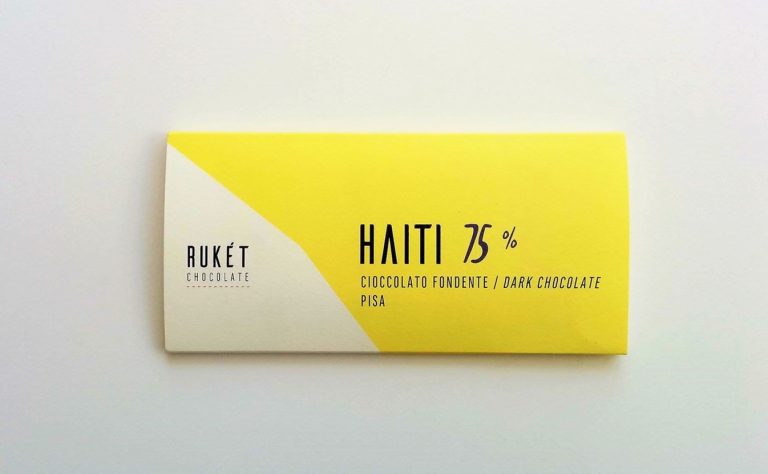 RUKÉT
CHOCOLATE
HAITI 75 %
CIOCCOLATO FONDENTE / DARK CHOCOLATE
PISA